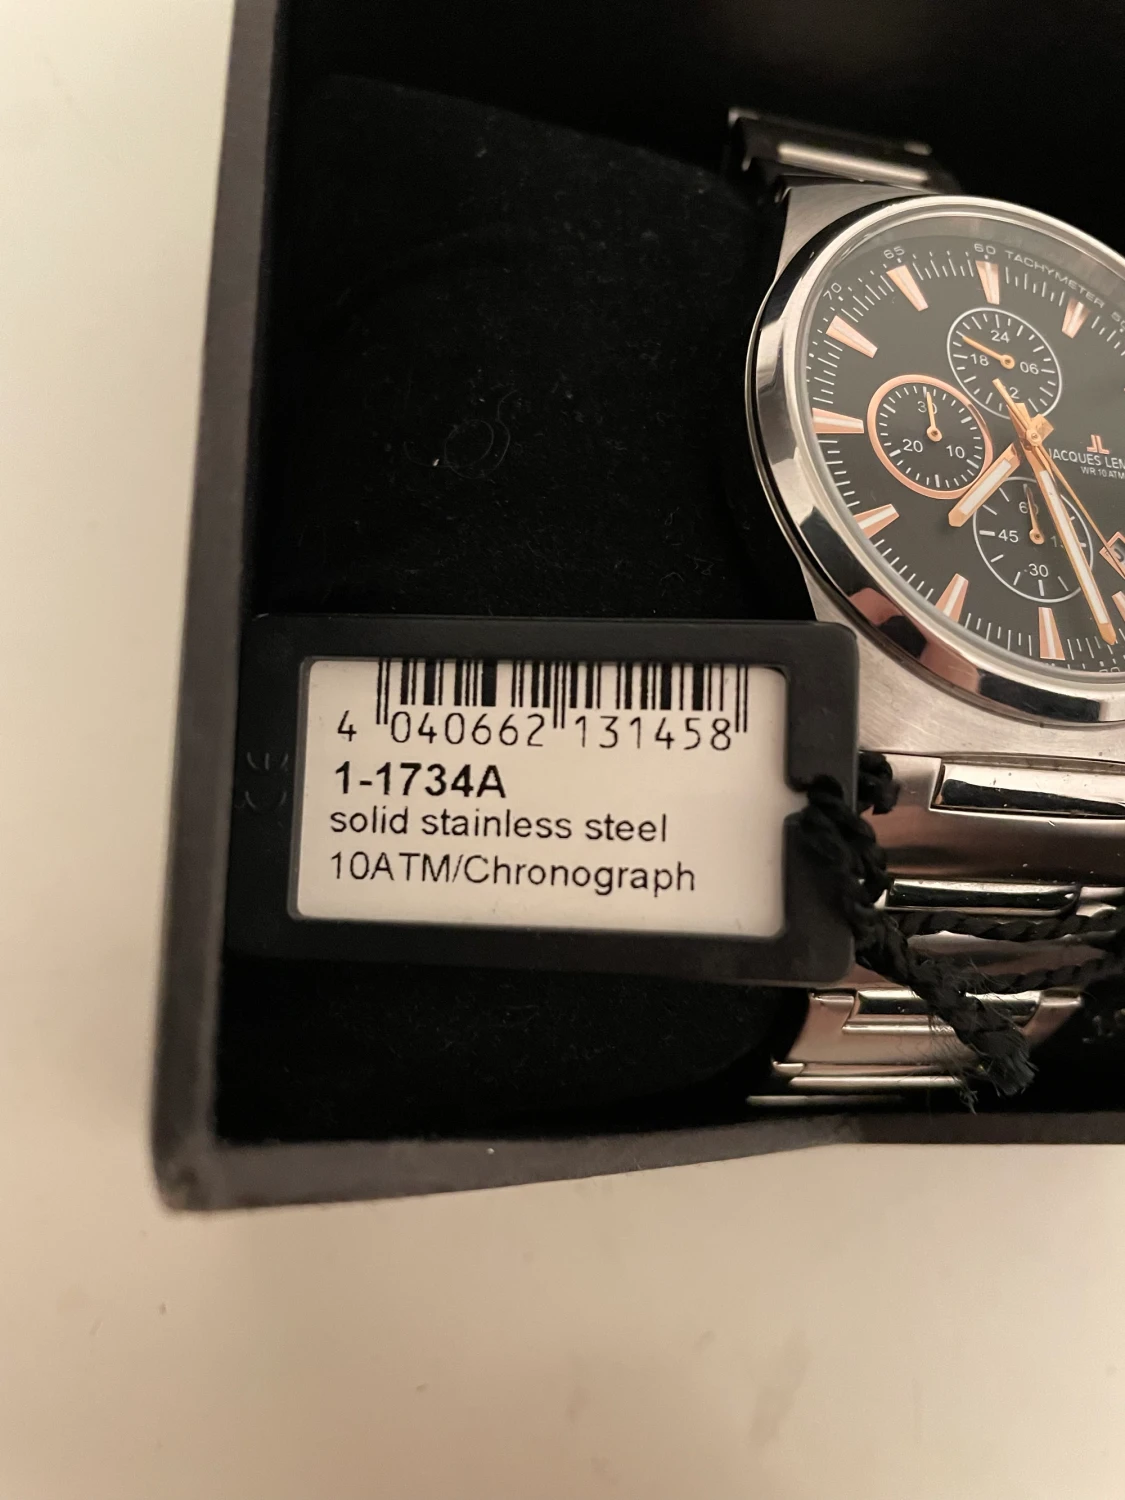 65 60 TACHYMETER
70
24
18 06
30
20 10
JACQUES LEM
WR 10 ATM
60
45
30
4 040662 131458
1-1734A
solid stainless steel
10ATM/Chronograph